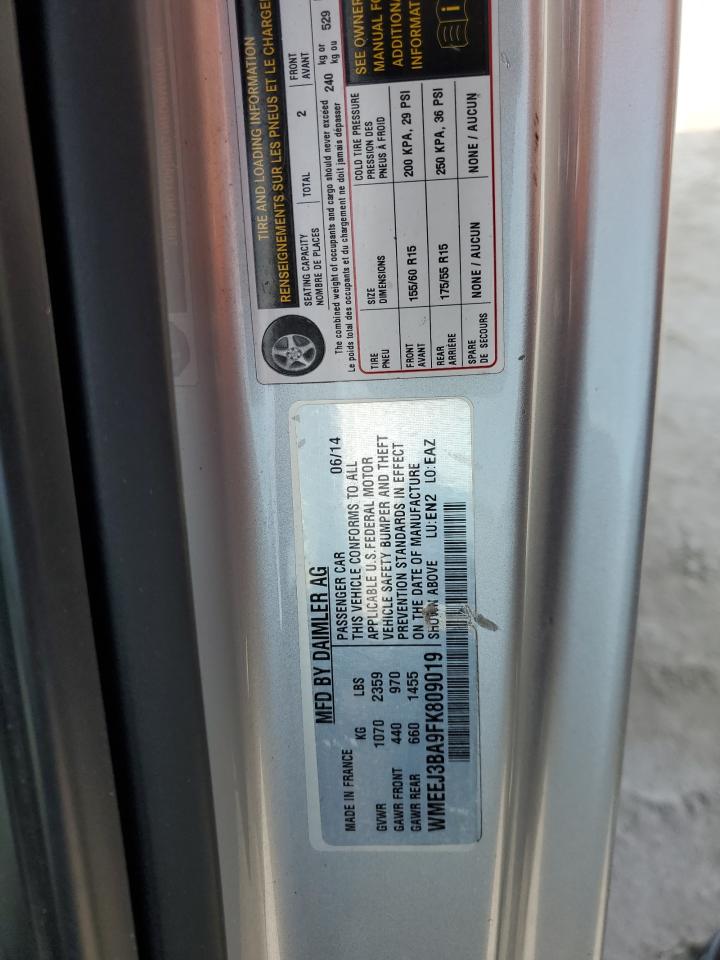 MFD BY DAIMLER AG
MADE IN FRANCE
KG LBS
GVWR 1070 2359
GAWR FRONT 440 970
GAWR REAR 660 1455
PASSENGER CAR 06/14
THIS VEHICLE CONFORMS TO ALL
APPLICABLE U.S.FEDERAL MOTOR
VEHICLE SAFETY BUMPER AND THEFT
PREVENTION STANDARDS IN EFFECT
ON THE DATE OF MANUFACTURE
SHOWN ABOVE LU:EN2 LO:EAZ
WMEEJ3BA9FK809019
TIRE AND LOADING INFORMATION
RENSEIGNEMENTS SUR LES PNEUS ET LE CHARGE
SEATING CAPACITY
NOMBRE DE PLACES
TOTAL 2
FRONT
AVANT
The combined weight of occupants and cargo should never exceed
Le poids total des occupants et du chargement ne doit jamais dépasser
240 kg or
kg ou 529
TIRE
PNEU
SIZE
DIMENSIONS
COLD TIRE PRESSURE
PRESSION DES
PNEUS À FROID
FRONT
AVANT
155/60 R15
200 KPA, 29 PSI
REAR
ARRIÈRE
175/55 R15
250 KPA, 36 PSI
SPARE
DE SECOURS
NONE / AUCUN
NONE / AUCUN
SEE OWNER
MANUAL FO
ADDITIONA
INFORMAT